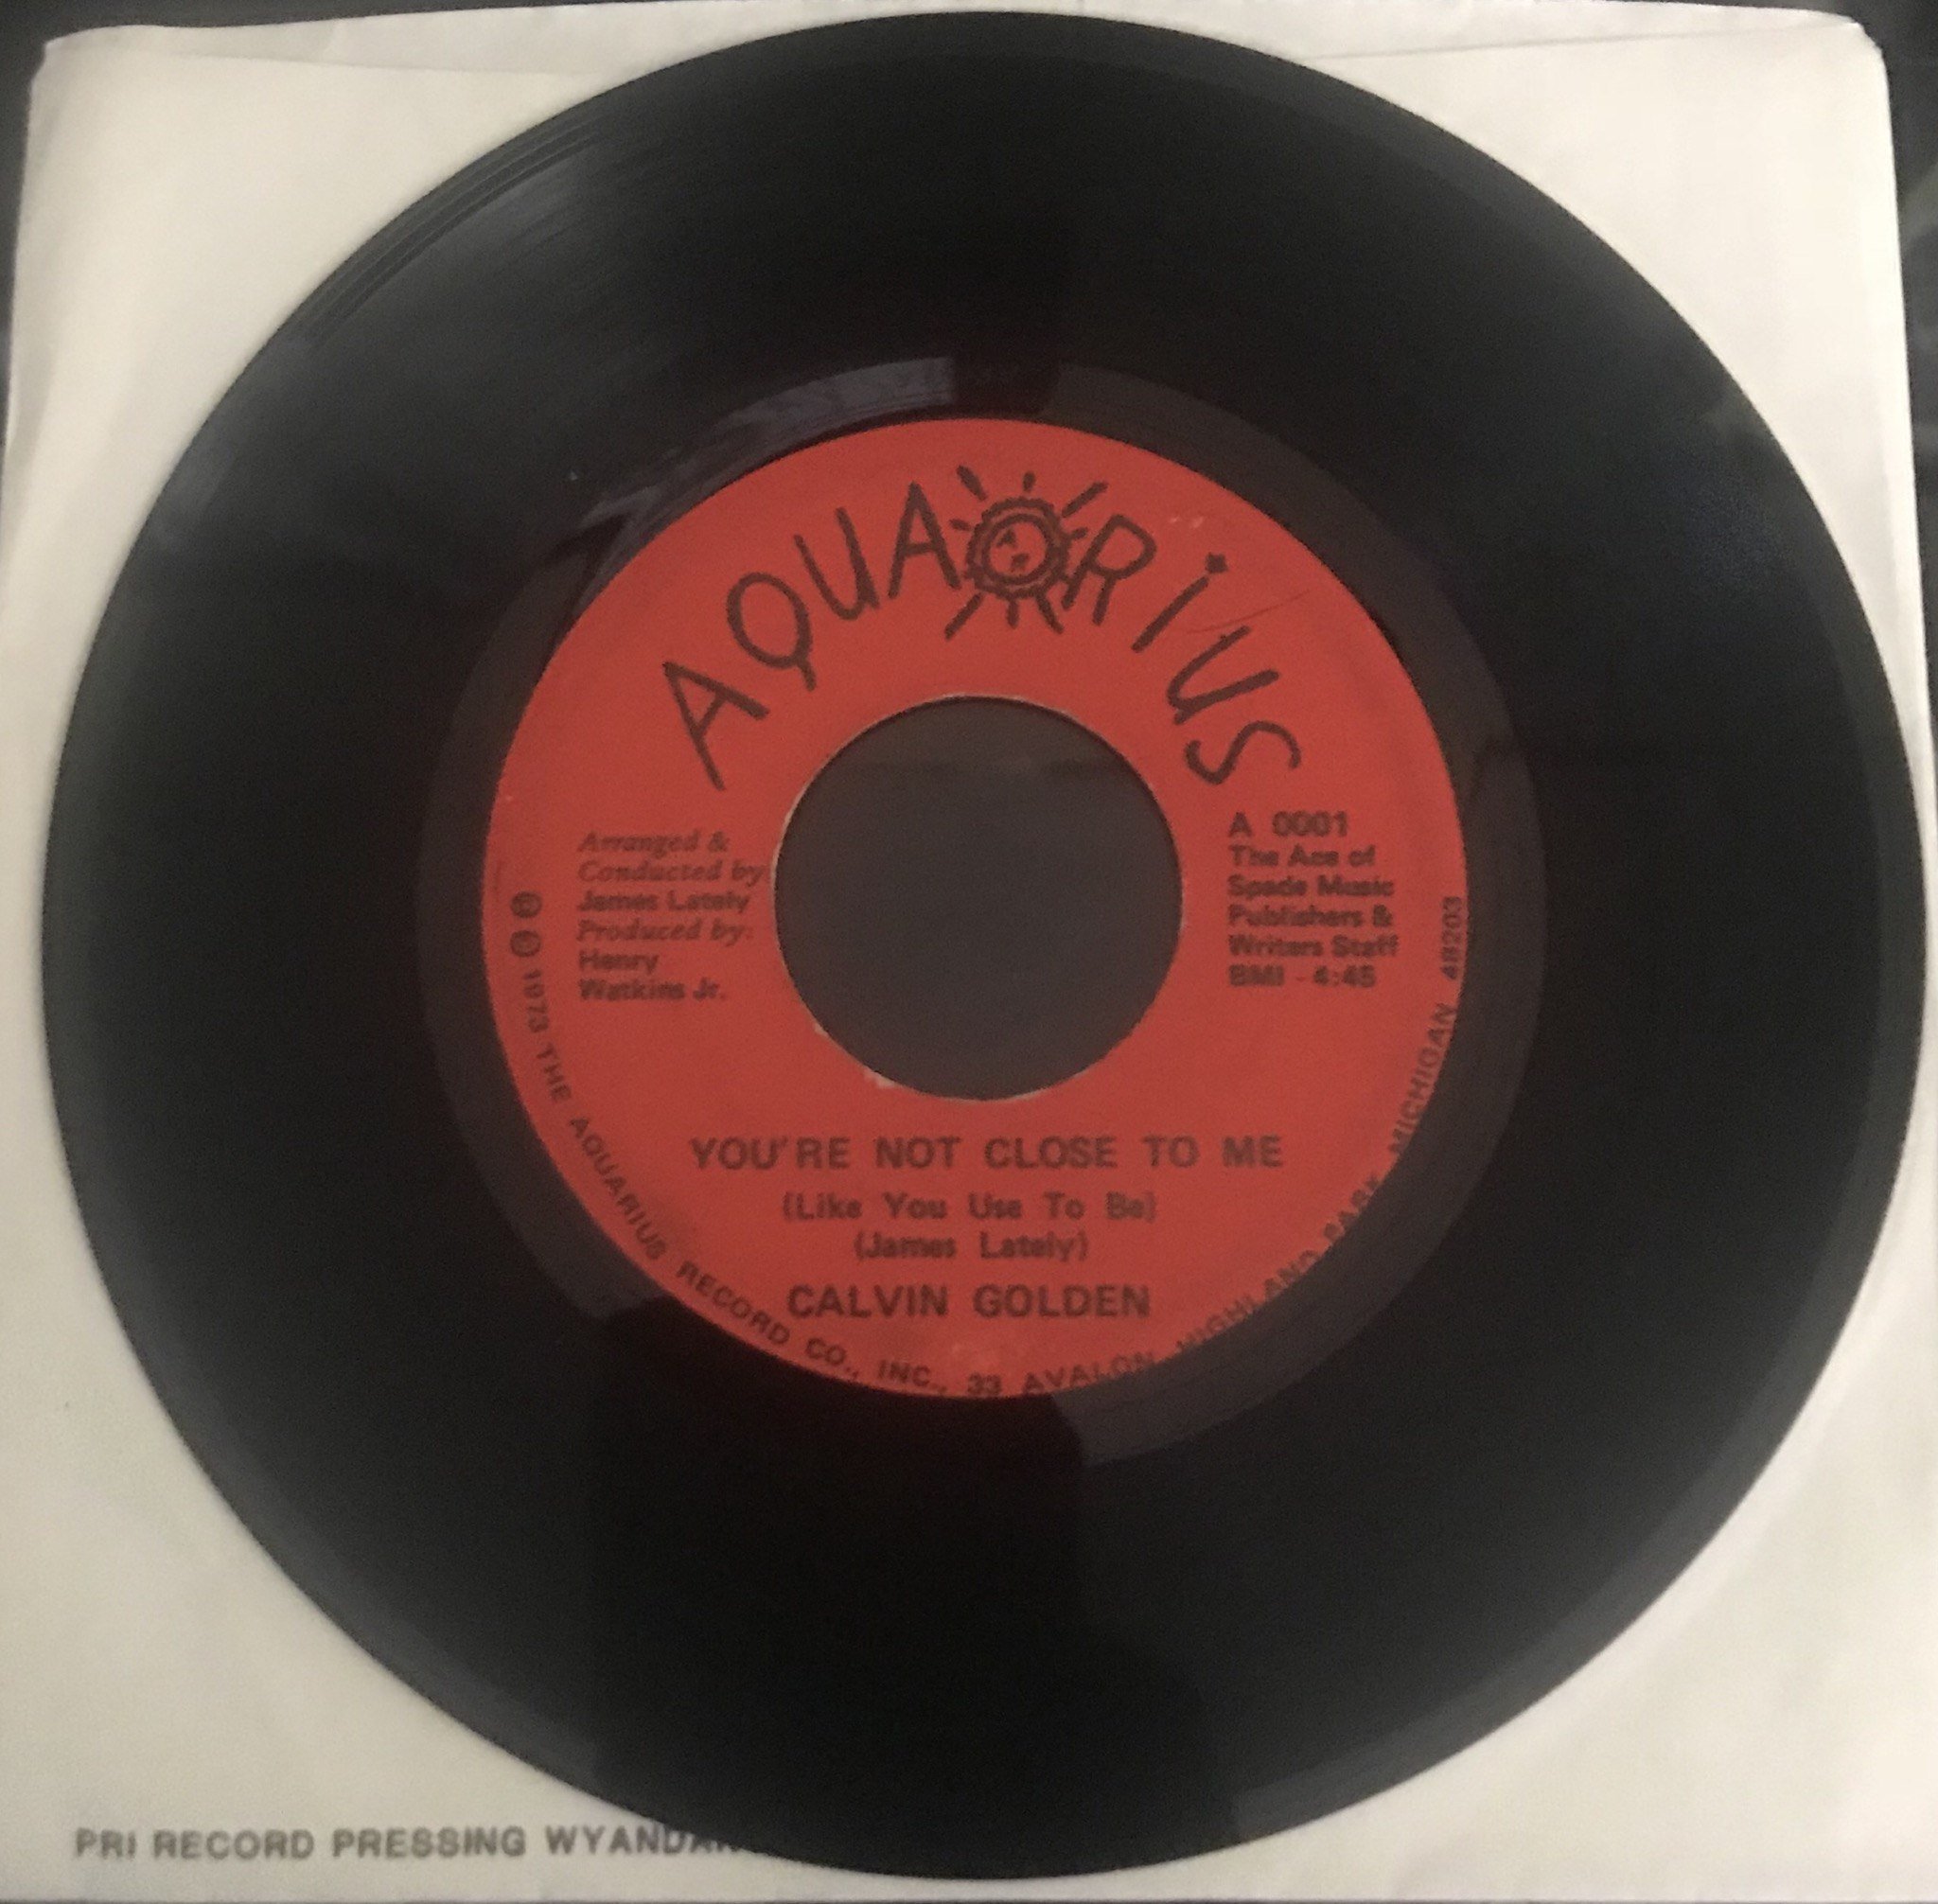 AQUARIUS
A R
Arranged &
Conducted by
James Lately
Produced by:
Henry
Watkins Jr.
A 0001
The Ace of
Spade Music
Publishers &
Writers Staff
BMI - 4:45
YOU'RE NOT CLOSE TO ME
(Like You Use To Be)
(James Lately)
CALVIN GOLDEN
Ⓟ © 1973 THE AQUARIUS RECORD CO., INC., 33 AVALON, HIGHLAND PARK, MICHIGAN 48203
PRI RECORD PRESSING